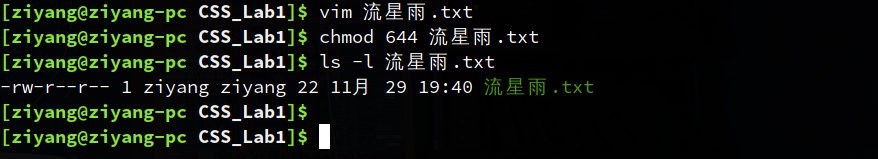 [ziyang@ziyang-pc CSS_Lab1]$ vim 流星雨.txt
[ziyang@ziyang-pc CSS_Lab1]$ chmod 644 流星雨.txt
[ziyang@ziyang-pc CSS_Lab1]$ ls -l 流星雨.txt
-rw-r--r-- 1 ziyang ziyang 22 11月 29 19:40 流星雨.txt
[ziyang@ziyang-pc CSS_Lab1]$
[ziyang@ziyang-pc CSS_Lab1]$